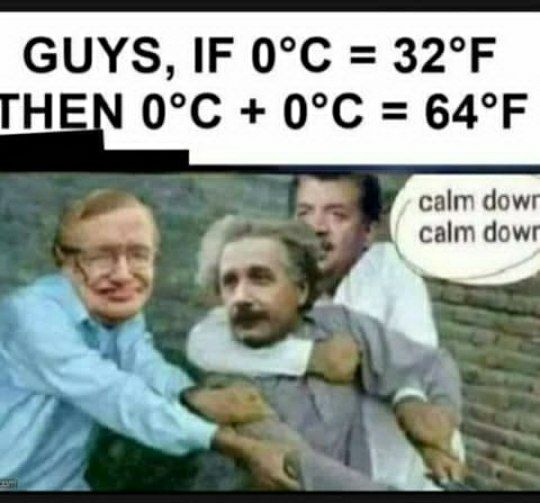 GUYS, IF 0°C = 32°F
THEN 0°C + 0°C = 64°F
calm down
calm down